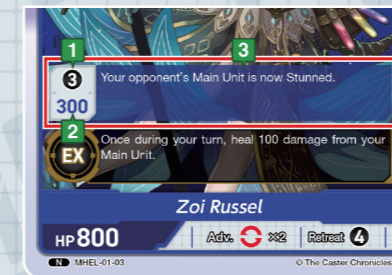 1
3
3
Your opponent's Main Unit is now Stunned.
300
2
EX
Once during your turn, heal 100 damage from your
Main Unit.
Zoi Russel
HP 800
Adv. ×2
Retreat 4
N MHEL-01-03
© The Caster Chronicles